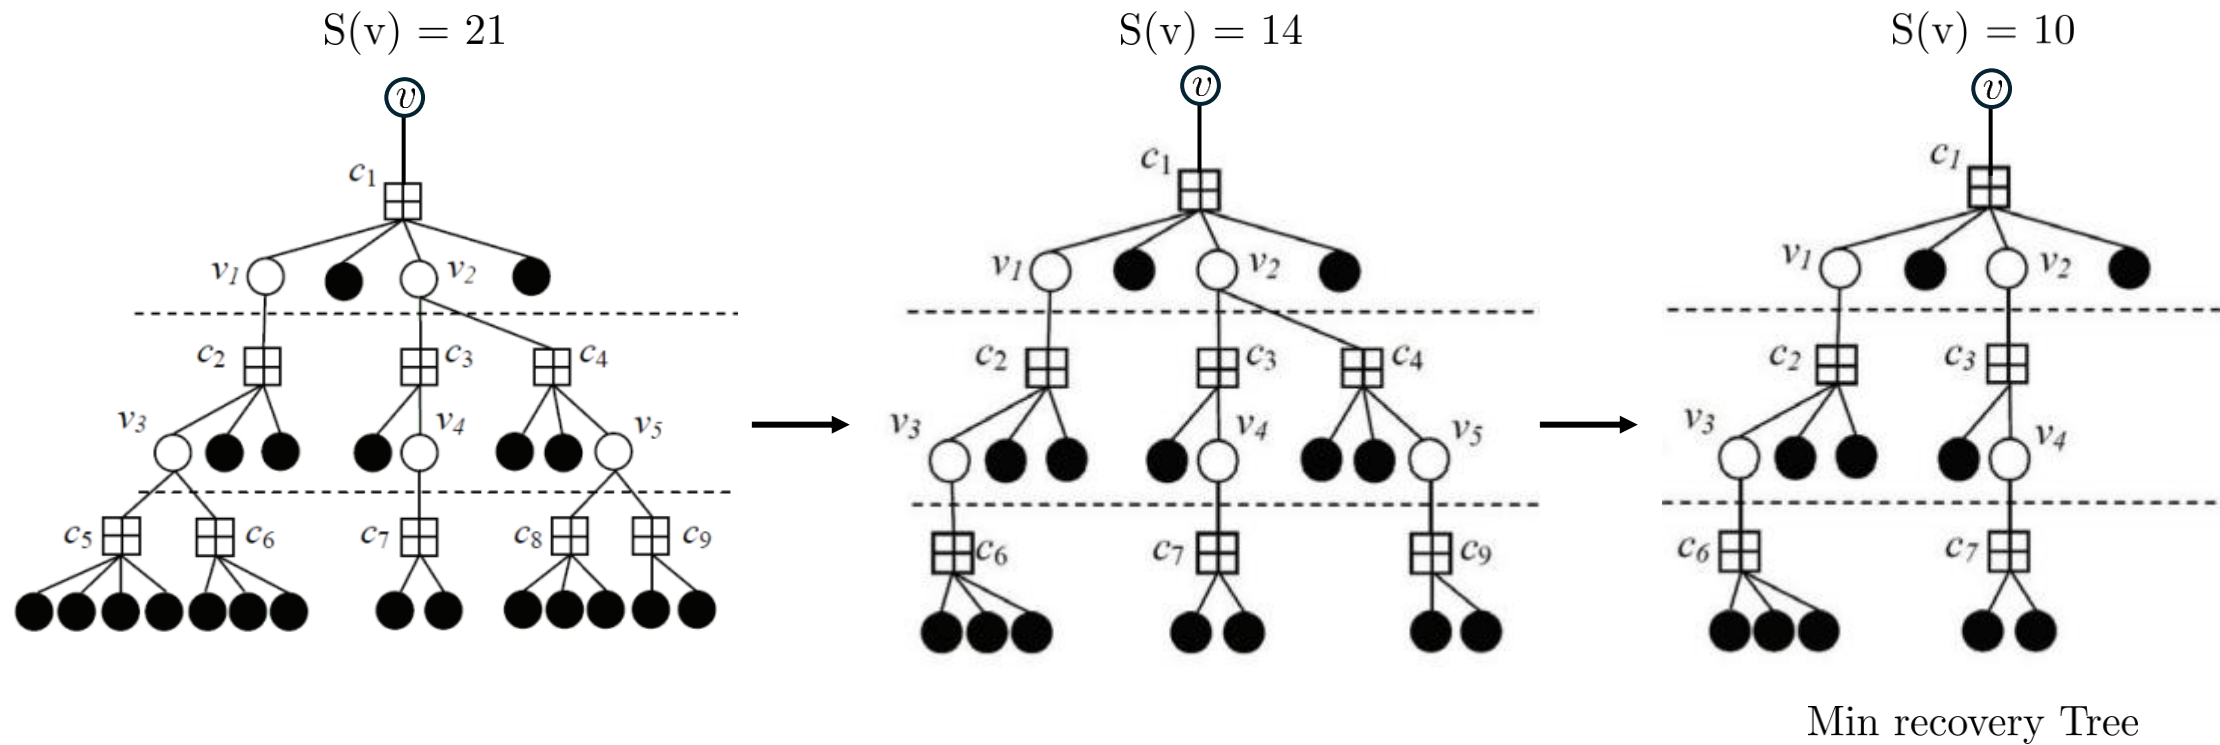 S(v) = 21
v
c1
v1
v2
c2
c3
c4
v3
v4
v5
c5
c6
c7
c8
c9
S(v) = 14
v
c1
v1
v2
c2
c3
c4
v3
v4
v5
c6
c7
c9
S(v) = 10
v
c1
v1
v2
c2
c3
v3
v4
c6
c7
Min recovery Tree